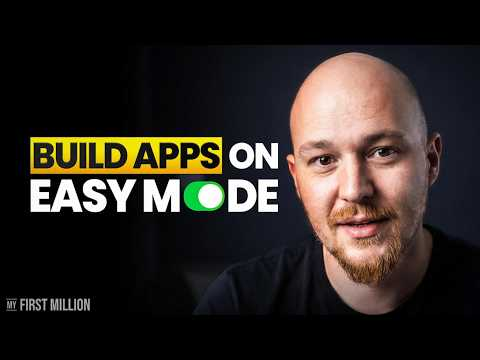 BUILD APPS ON
EASY MODE
MY FIRST MILLION